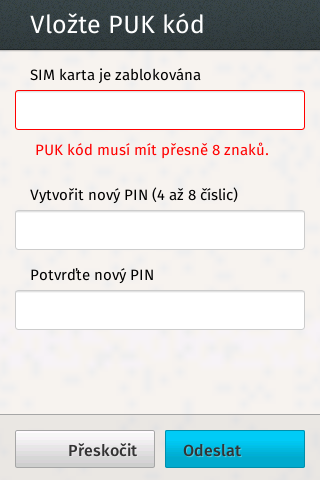 Vložte PUK kód
SIM karta je zablokována
PUK kód musí mít přesně 8 znaků.
Vytvořit nový PIN (4 až 8 číslic)
Potvrďte nový PIN
Přeskočit
Odeslat